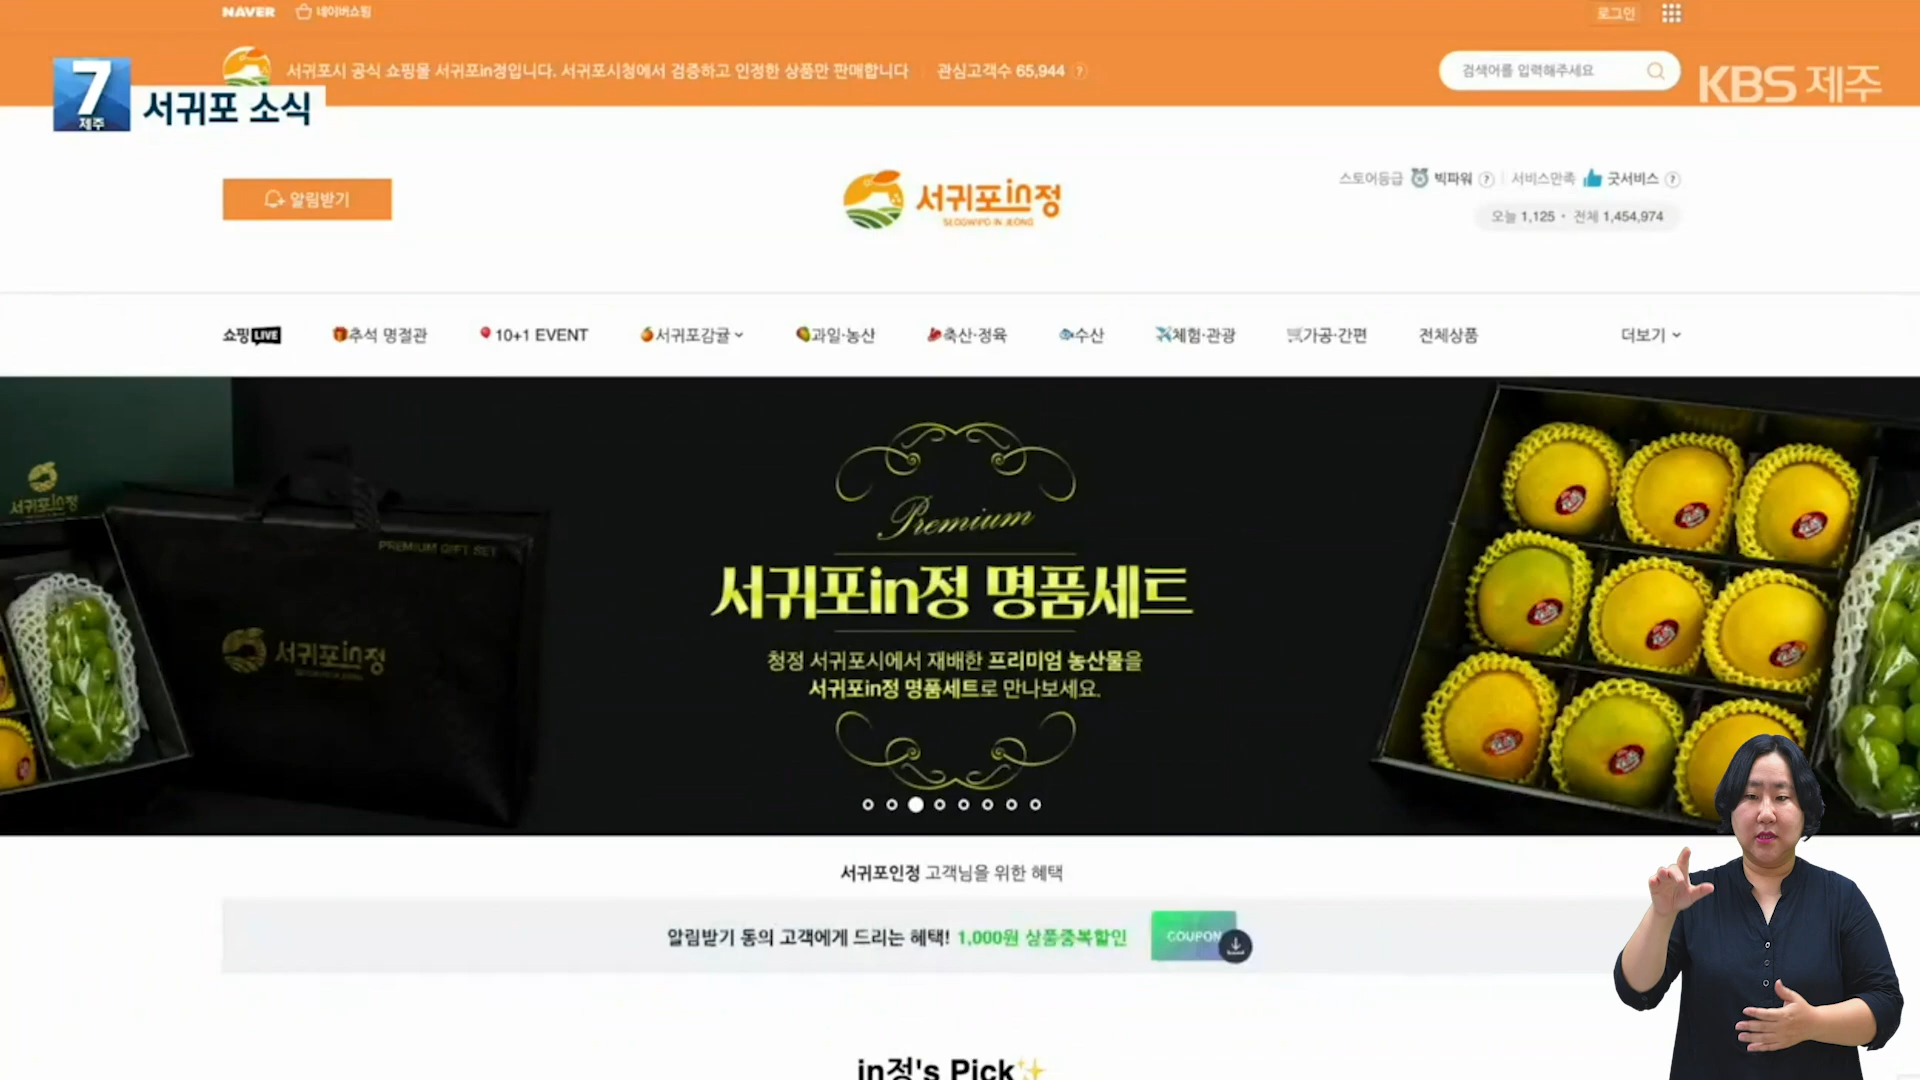 NAVER 네이버쇼핑
로그인
서귀포시 공식 쇼핑몰 서귀포in정입니다. 서귀포시청에서 검증하고 인정한 상품만 판매합니다 관심고객수 65,944 ?
검색어를 입력해주세요
KBS 제주
7 제주
서귀포 소식
알림받기
서귀포in정
SEOGWIPO IN JEONG
스토어등급 빅파워 ? 서비스만족 굿서비스 ?
오늘 1,125 · 전체 1,454,974
쇼핑LIVE 추석 명절관 10+1 EVENT 서귀포감귤 과일·농산 축산·정육 수산 체험·관광 가공·간편 전체상품 더보기
서귀포in정
PREMIUM GIFT SET
서귀포in정
Premium
서귀포in정 명품세트
청정 서귀포시에서 재배한 프리미엄 농산물을
서귀포in정 명품세트로 만나보세요.
서귀포인정 고객님을 위한 혜택
알림받기 동의 고객에게 드리는 혜택! 1,000원 상품중복할인 COUPON
in정's Pick